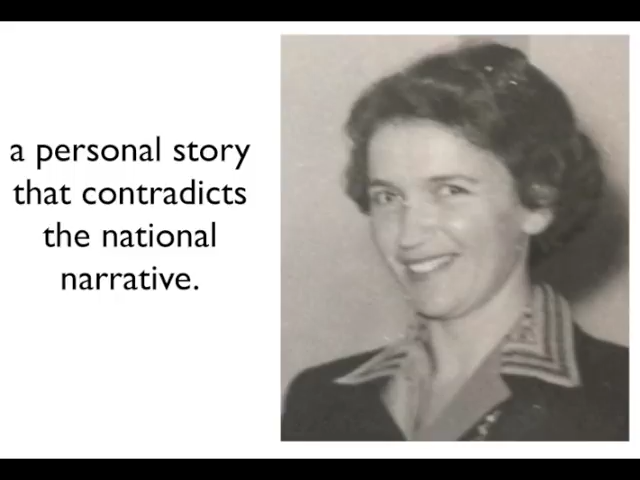 a personal story
that contradicts
the national
narrative.